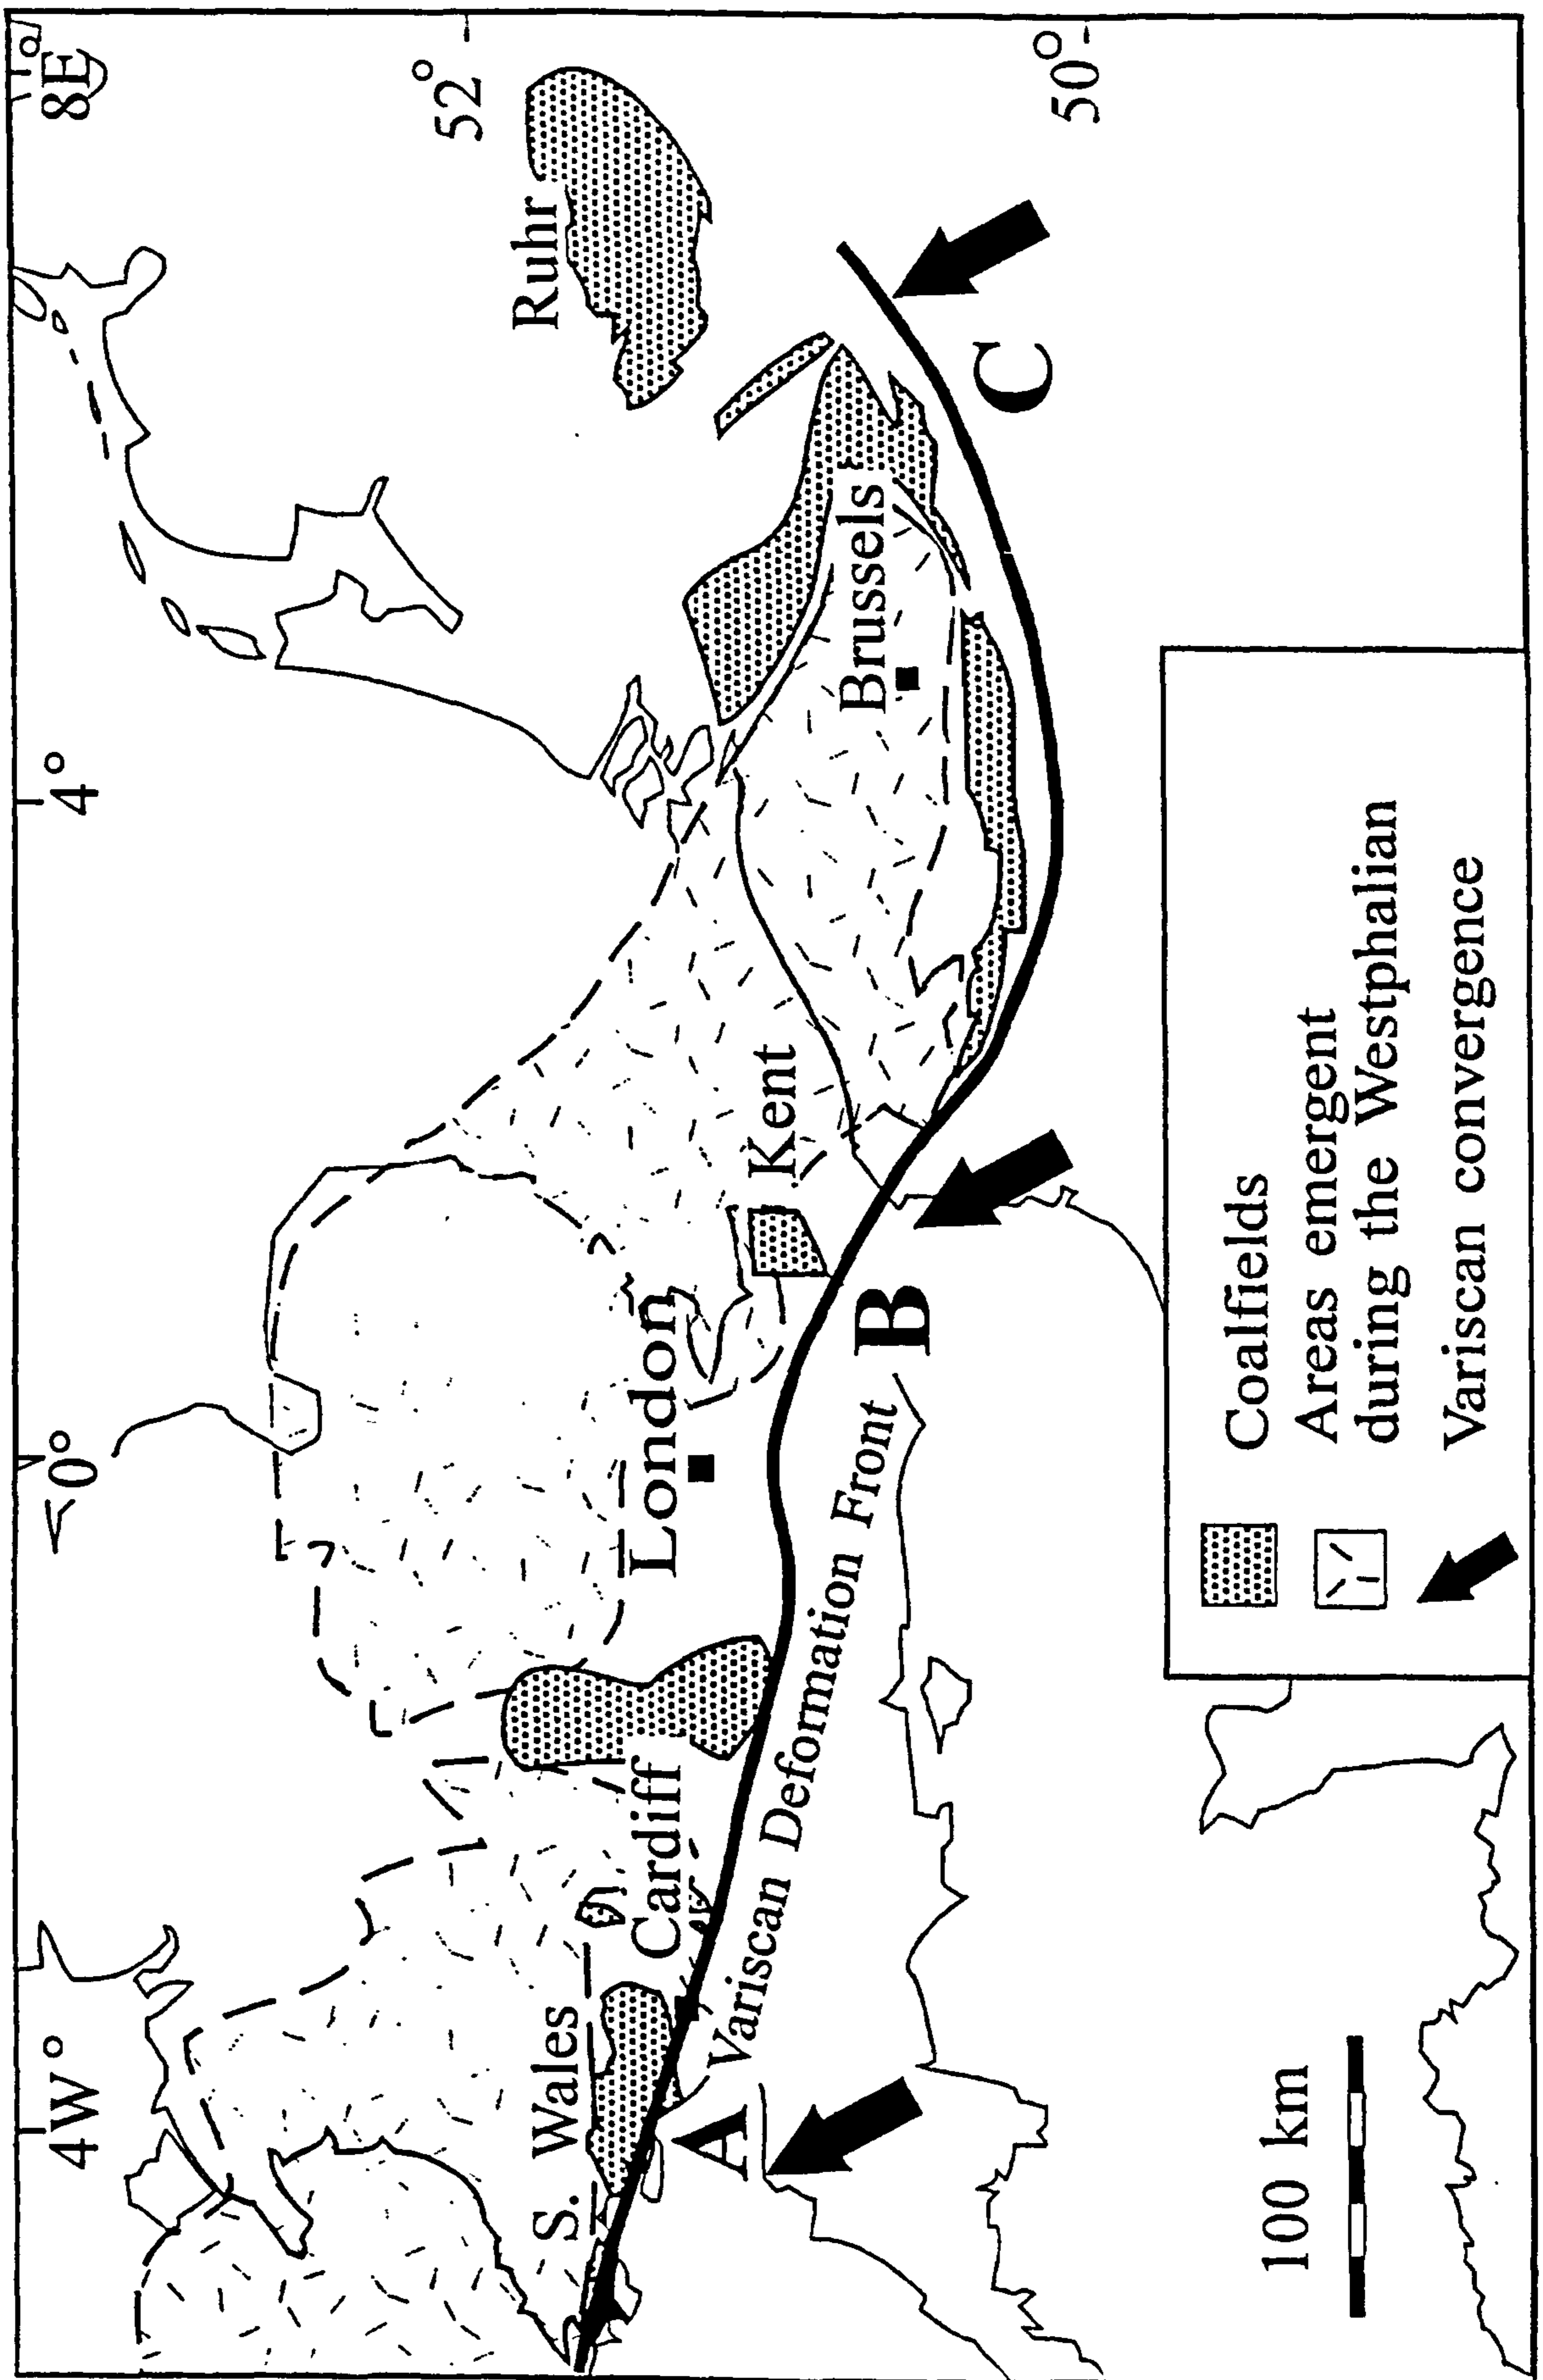 4W°
0°
4°
8E
52°
50°
S. Wales
Cardiff
London
Kent
Brussels
Ruhr
A
B
C
Variscan Deformation Front
100 km
Coalfields
Areas emergent
during the Westphalian
Variscan convergence